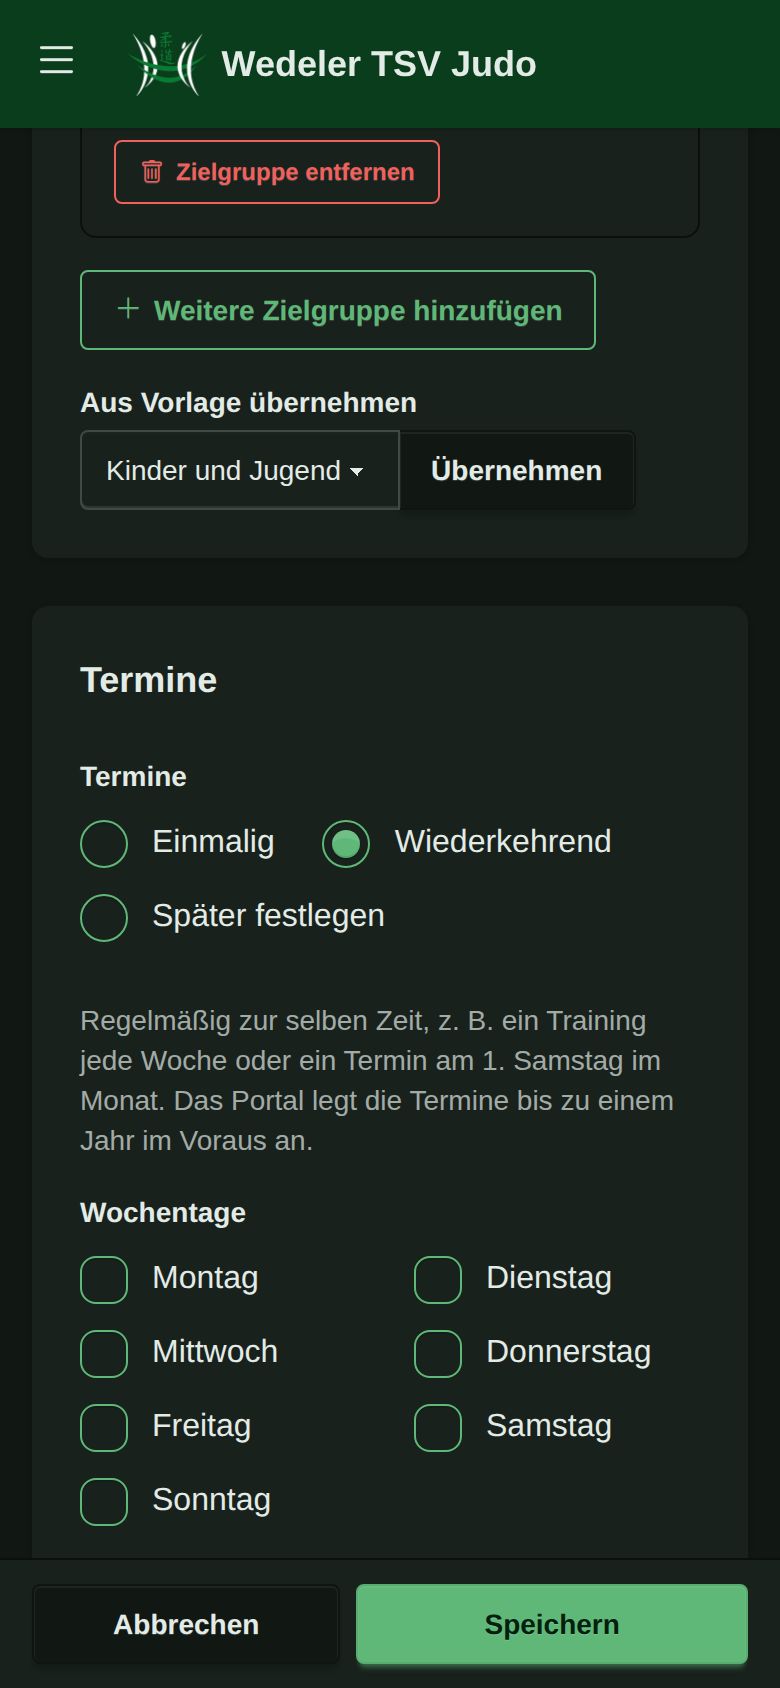 柔道
Wedeler TSV Judo
Zielgruppe entfernen
Weitere Zielgruppe hinzufügen
Aus Vorlage übernehmen
Kinder und Jugend
Übernehmen
Termine
Termine
Einmalig
Wiederkehrend
Später festlegen
Regelmäßig zur selben Zeit, z. B. ein Training
jede Woche oder ein Termin am 1. Samstag im
Monat. Das Portal legt die Termine bis zu einem
Jahr im Voraus an.
Wochentage
Montag
Dienstag
Mittwoch
Donnerstag
Freitag
Samstag
Sonntag
Abbrechen
Speichern